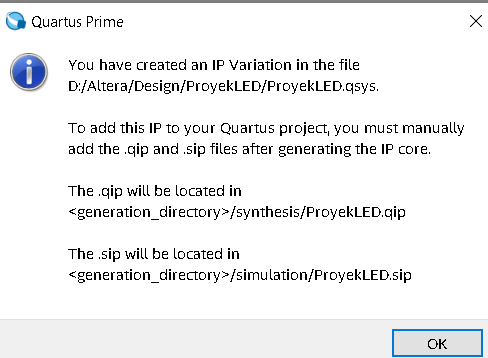 Quartus Prime
You have created an IP Variation in the file
D:/Altera/Design/ProyekLED/ProyekLED.qsys.
To add this IP to your Quartus project, you must manually
add the .qip and .sip files after generating the IP core.
The .qip will be located in
<generation_directory>/synthesis/ProyekLED.qip
The .sip will be located in
<generation_directory>/simulation/ProyekLED.sip
OK